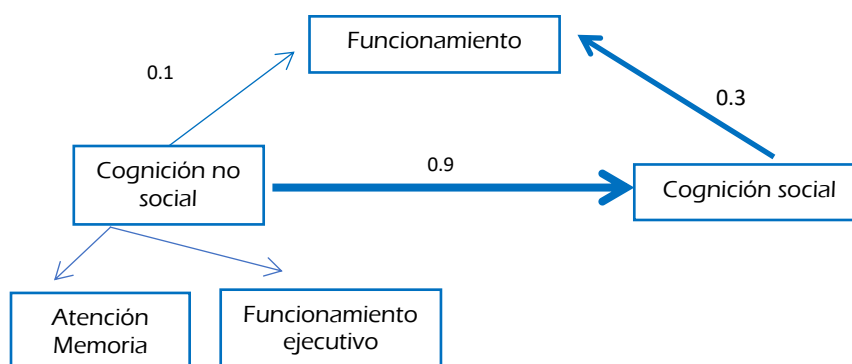 Funcionamiento
0.1
0.3
Cognición no
social
0.9
Cognición social
Atención
Memoria
Funcionamiento
ejecutivo